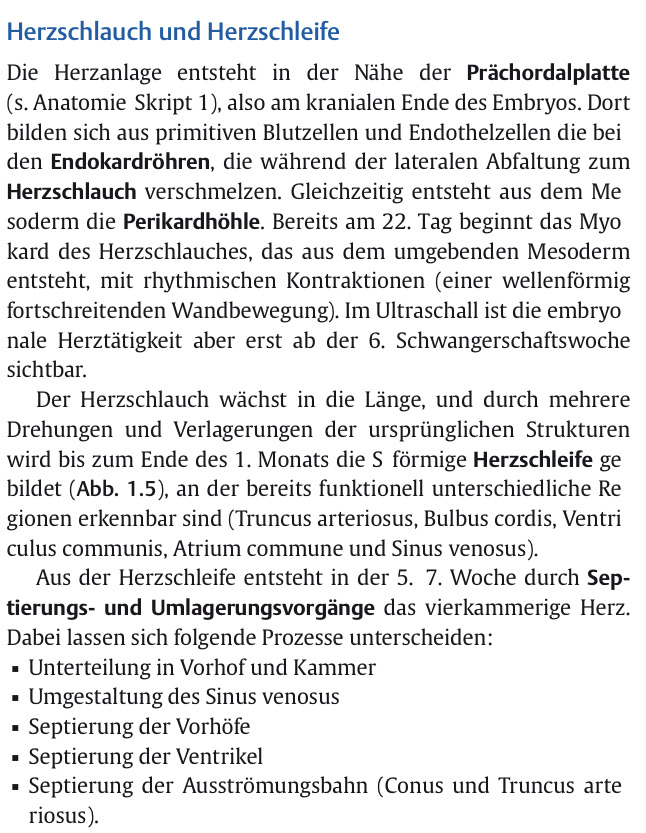 Herzschlauch und Herzschleife
Die Herzanlage entsteht in der Nähe der Prächordalplatte
(s. Anatomie Skript 1), also am kranialen Ende des Embryos. Dort
bilden sich aus primitiven Blutzellen und Endothelzellen die bei
den Endokardröhren, die während der lateralen Abfaltung zum
Herzschlauch verschmelzen. Gleichzeitig entsteht aus dem Me
soderm die Perikardhöhle. Bereits am 22. Tag beginnt das Myo
kard des Herzschlauches, das aus dem umgebenden Mesoderm
entsteht, mit rhythmischen Kontraktionen (einer wellenförmig
fortschreitenden Wandbewegung). Im Ultraschall ist die embryo
nale Herztätigkeit aber erst ab der 6. Schwangerschaftswoche
sichtbar.
Der Herzschlauch wächst in die Länge, und durch mehrere
Drehungen und Verlagerungen der ursprünglichen Strukturen
wird bis zum Ende des 1. Monats die S förmige Herzschleife ge
bildet (Abb. 1.5), an der bereits funktionell unterschiedliche Re
gionen erkennbar sind (Truncus arteriosus, Bulbus cordis, Ventri
culus communis, Atrium commune und Sinus venosus).
Aus der Herzschleife entsteht in der 5. 7. Woche durch Sep-
tierungs- und Umlagerungsvorgänge das vierkammerige Herz.
Dabei lassen sich folgende Prozesse unterscheiden:
▪ Unterteilung in Vorhof und Kammer
▪ Umgestaltung des Sinus venosus
▪ Septierung der Vorhöfe
▪ Septierung der Ventrikel
▪ Septierung der Ausströmungsbahn (Conus und Truncus arte
riosus).